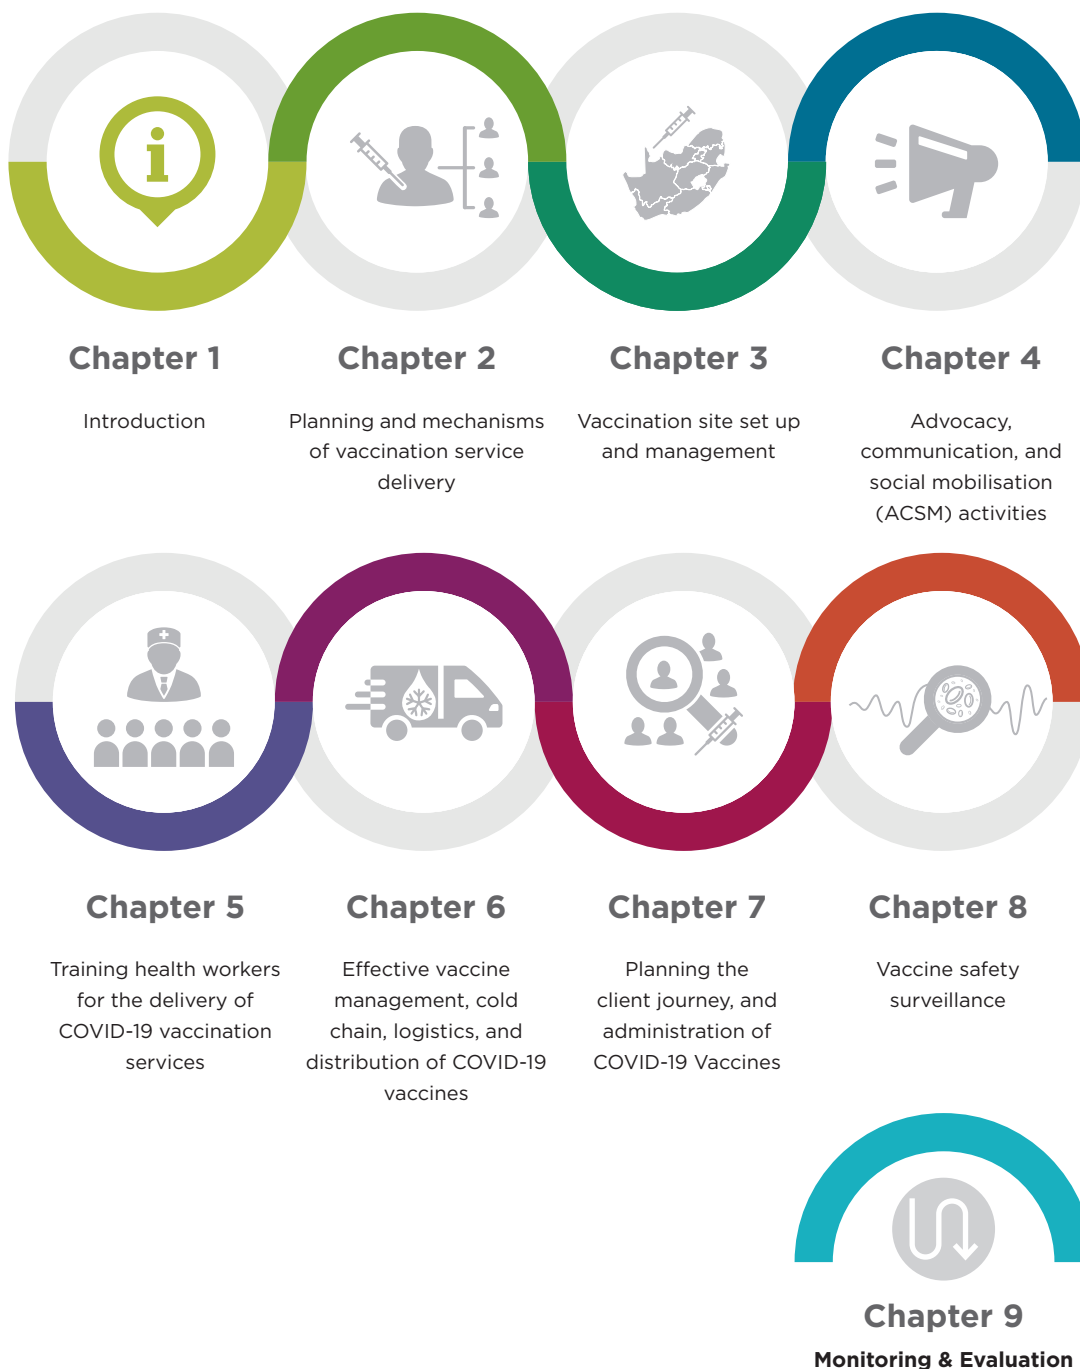 Chapter 1
Introduction
Chapter 2
Planning and mechanisms
of vaccination service
delivery
Chapter 3
Vaccination site set up
and management
Chapter 4
Advocacy,
communication, and
social mobilisation
(ACSM) activities
Chapter 5
Training health workers
for the delivery of
COVID-19 vaccination
services
Chapter 6
Effective vaccine
management, cold
chain, logistics, and
distribution of COVID-19
vaccines
Chapter 7
Planning the
client journey, and
administration of
COVID-19 Vaccines
Chapter 8
Vaccine safety
surveillance
Chapter 9
Monitoring & Evaluation